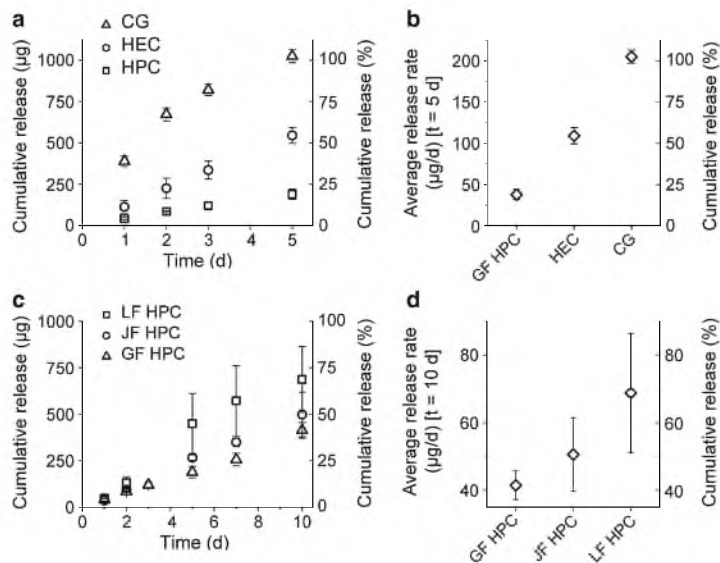 a
CG
HEC
HPC
Cumulative release (µg)
1000
750
500
250
0
100
75
50
25
0
Cumulative release (%)
0 1 2 3 4 5
Time (d)
b
Average release rate
(µg/d) [t = 5 d]
200
150
100
50
0
100
75
50
25
0
Cumulative release (%)
GF HPC
HEC
CG
c
LF HPC
JF HPC
GF HPC
Cumulative release (µg)
1000
750
500
250
0
100
75
50
25
0
Cumulative release (%)
0 2 4 6 8 10
Time (d)
d
Average release rate
(µg/d) [t = 10 d]
80
60
40
80
60
40
Cumulative release (%)
GF HPC
JF HPC
LF HPC